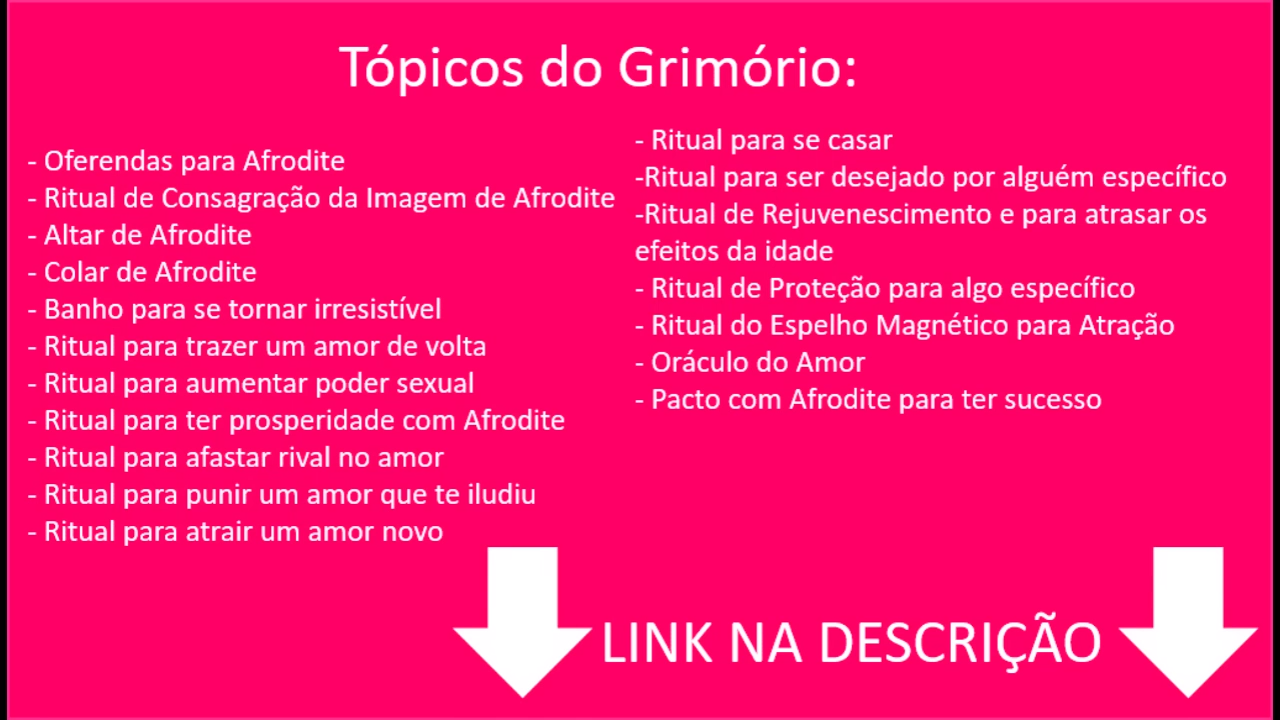 Tópicos do Grimório:
- Oferendas para Afrodite
- Ritual de Consagração da Imagem de Afrodite
- Altar de Afrodite
- Colar de Afrodite
- Banho para se tornar irresistível
- Ritual para trazer um amor de volta
- Ritual para aumentar poder sexual
- Ritual para ter prosperidade com Afrodite
- Ritual para afastar rival no amor
- Ritual para punir um amor que te iludiu
- Ritual para atrair um amor novo
- Ritual para se casar
-Ritual para ser desejado por alguém específico
-Ritual de Rejuvenescimento e para atrasar os
efeitos da idade
- Ritual de Proteção para algo específico
- Ritual do Espelho Magnético para Atração
- Oráculo do Amor
- Pacto com Afrodite para ter sucesso
LINK NA DESCRIÇÃO